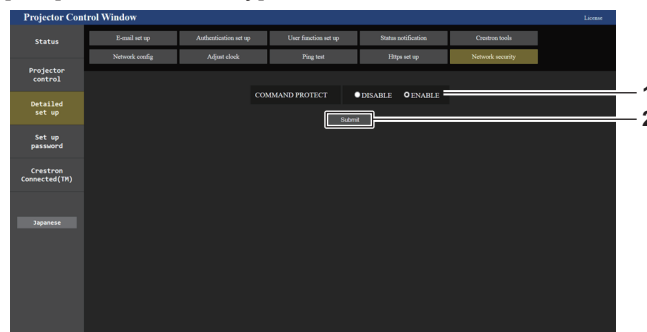 Projector Control Window
License
Status
E-mail set up
Authentication set up
User function set up
Status notification
Crestron tools
Network config
Adjust clock
Ping test
Https set up
Network security
Projector
control
Detailed
set up
Set up
password
Crestron
Connected(TM)
Japanese
COMMAND PROTECT
DISABLE
ENABLE
1
Submit
2